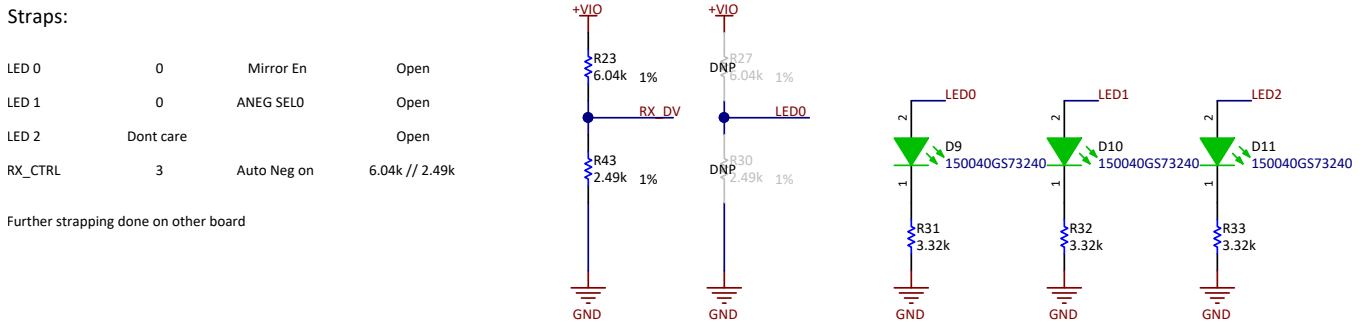 Straps:
LED 0 0 Mirror En Open
LED 1 0 ANEG SEL0 Open
LED 2 Dont care Open
RX_CTRL 3 Auto Neg on 6.04k // 2.49k
Further strapping done on other board
+VIO
R23
6.04k 1%
RX_DV
R43
2.49k 1%
GND
+VIO
R27
DNP
6.04k 1%
LED0
R30
DNP
2.49k 1%
GND
LED0
2
D9
150040GS73240
1
R31
3.32k
GND
LED1
2
D10
150040GS73240
1
R32
3.32k
GND
LED2
2
D11
150040GS73240
1
R33
3.32k
GND